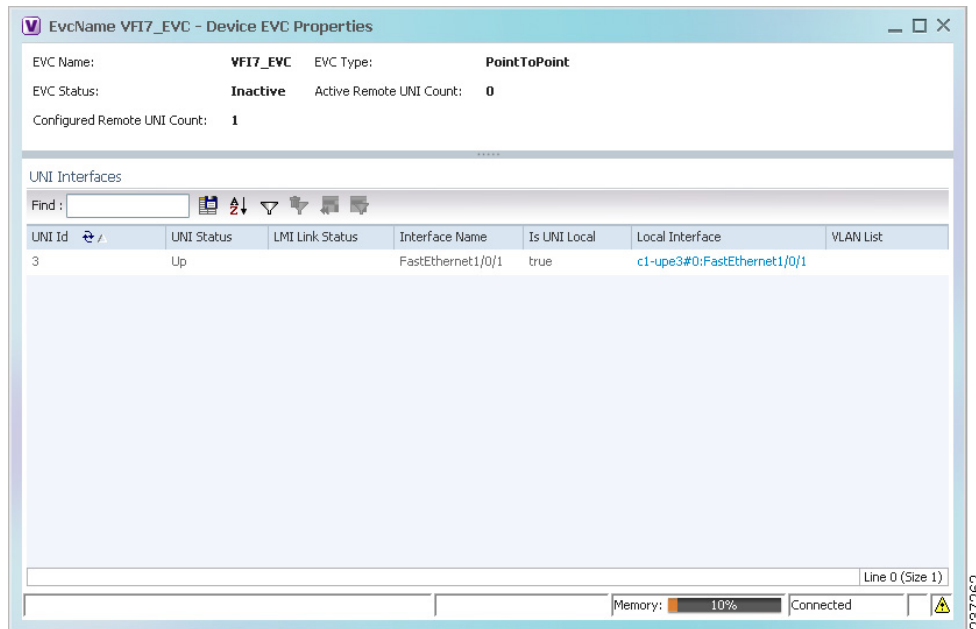 V EvcName VFI7_EVC - Device EVC Properties
EVC Name: VFI7_EVC EVC Type: PointToPoint
EVC Status: Inactive Active Remote UNI Count: 0
Configured Remote UNI Count: 1
UNI Interfaces
Find :
UNI Id UNI Status LMI Link Status Interface Name Is UNI Local Local Interface VLAN List
3 Up FastEthernet1/0/1 true c1-upe3#0:FastEthernet1/0/1
Line 0 (Size 1)
Memory: 10% Connected